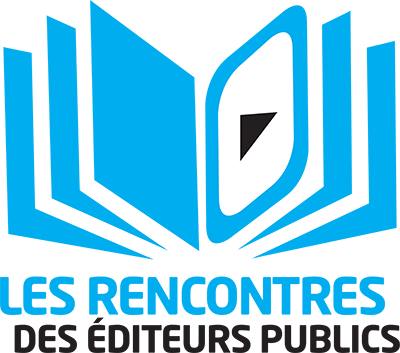 LES RENCONTRES
DES ÉDITEURS PUBLICS